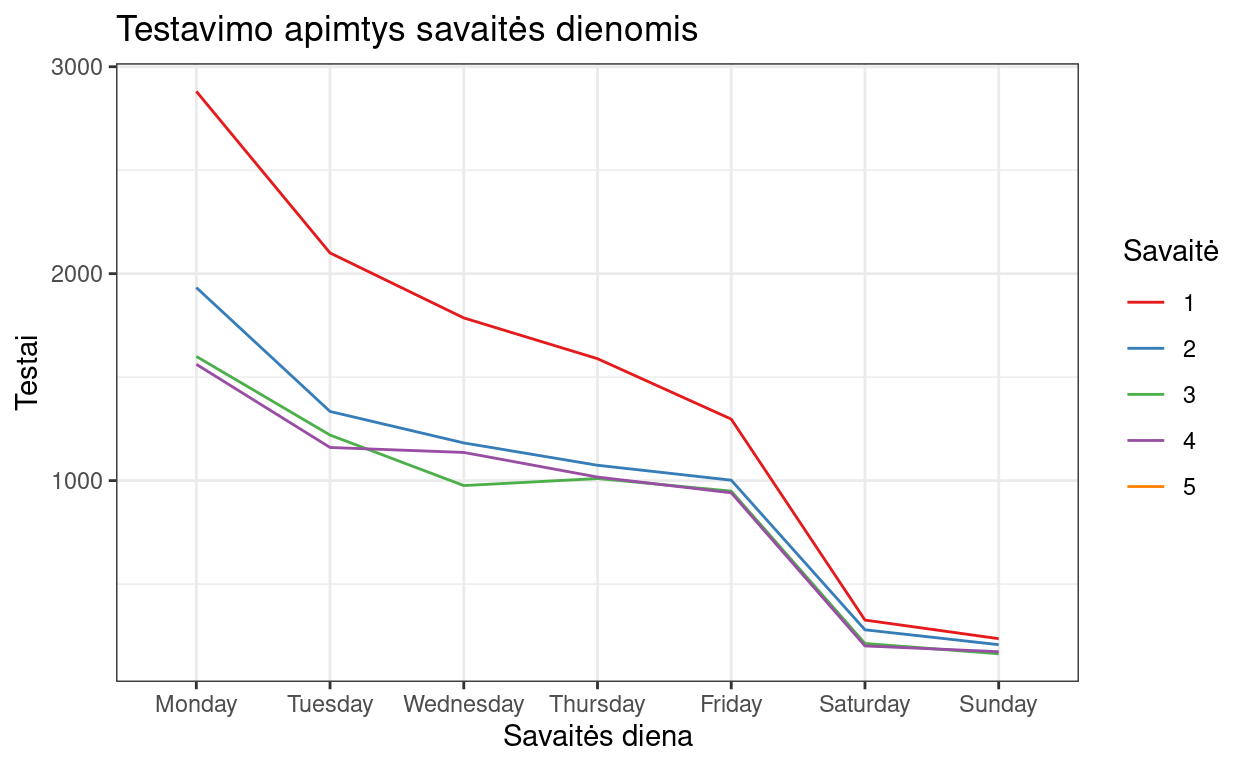 Testavimo apimtys savaitės dienomis
3000
2000
1000
Testai
Monday Tuesday Wednesday Thursday Friday Saturday Sunday
Savaitės diena
Savaitė
1
2
3
4
5